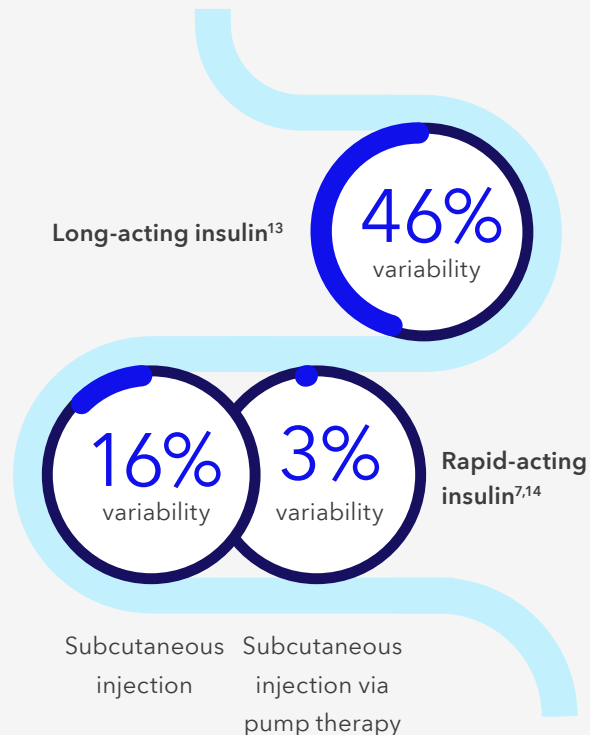 Long-acting insulin¹³
46%
variability
16%
variability
3%
variability
Rapid-acting
insulin⁷,¹⁴
Subcutaneous
injection
Subcutaneous
injection via
pump therapy